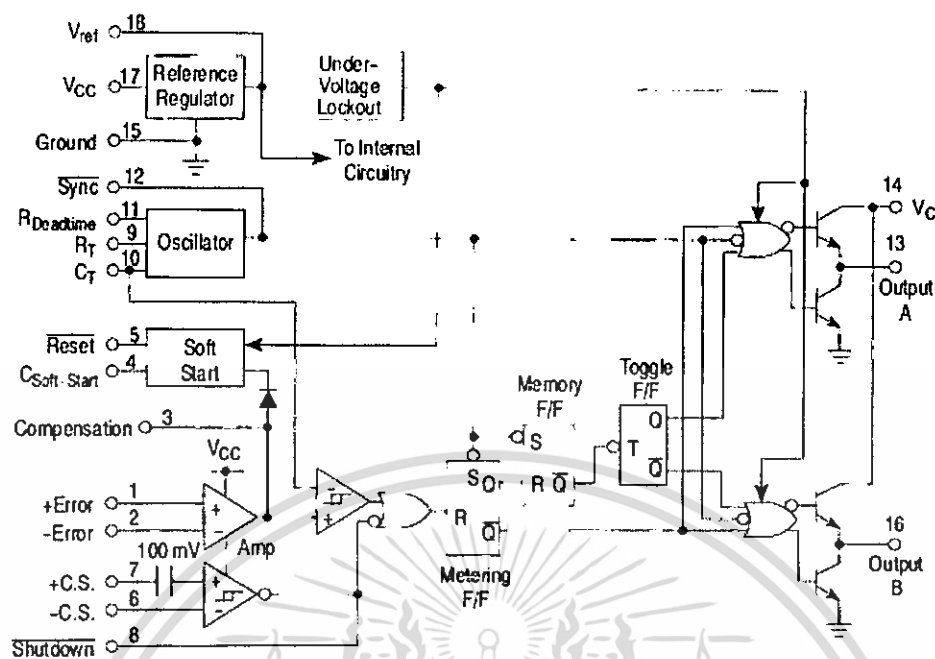 Vref 18
VCC 17
Reference
Regulator
Under-
Voltage
Lockout
Ground 15
To Internal
Circuitry
Sync 12
RDeadtime 11
RT 9
CT 10
Oscillator
14
VC
13
Output
A
Reset 5
CSoft-Start 4
Soft
Start
Compensation 3
Memory
F/F
Toggle
F/F
S
Q
T
Q
VCC
+Error 1
−Error 2
+
−
Amp
−
+
S
Q
R
Q
R Q
Metering
F/F
100 mV
+C.S. 7
−C.S. 6
+
−
Shutdown 8
16
Output
B